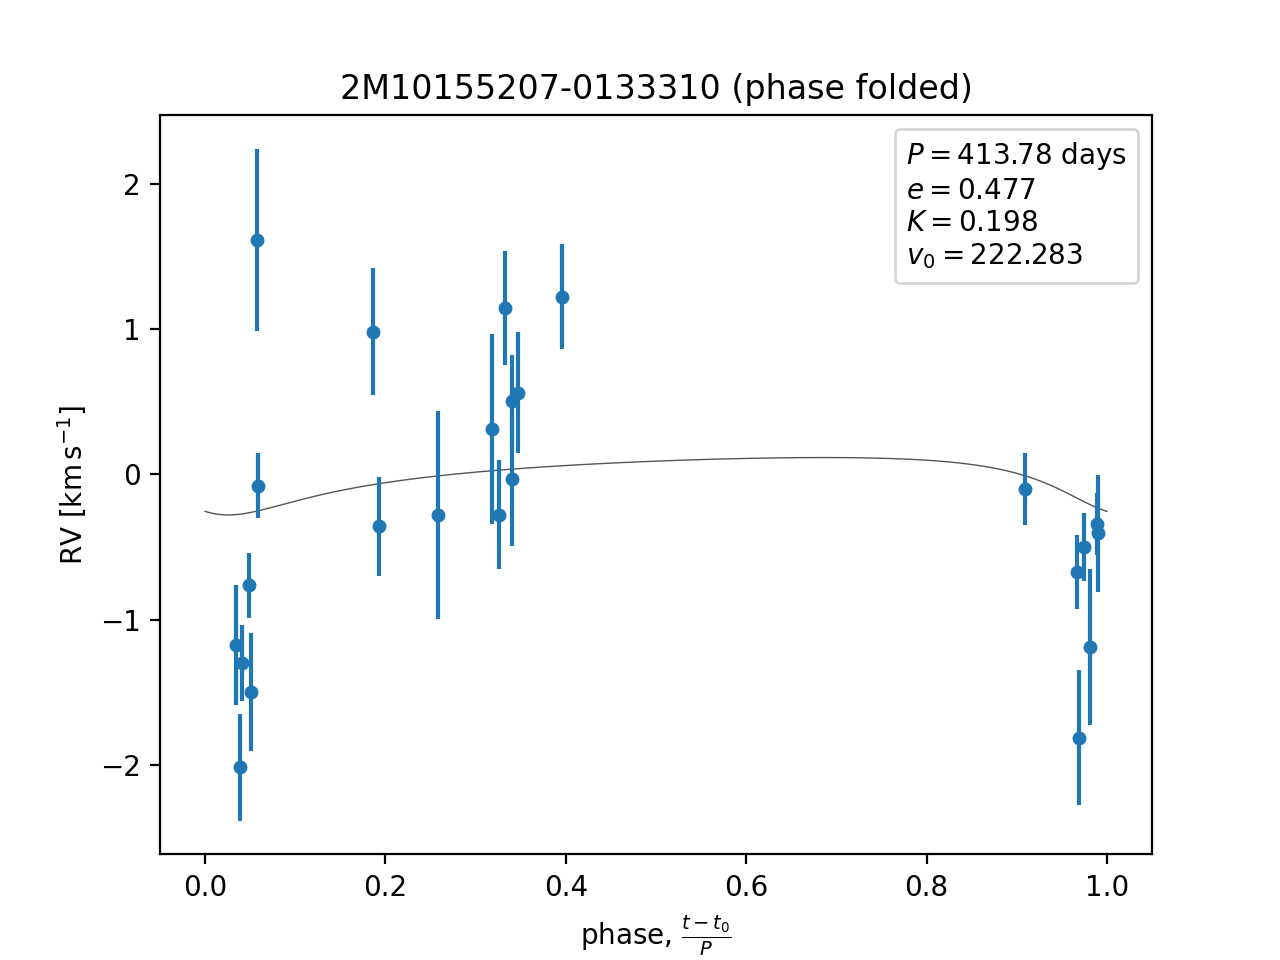 2M10155207-0133310 (phase folded)
P = 413.78 days
e = 0.477
K = 0.198
v₀ = 222.283
2
1
0
−1
−2
RV [km s⁻¹]
0.0 0.2 0.4 0.6 0.8 1.0
phase, (t − t₀)/P